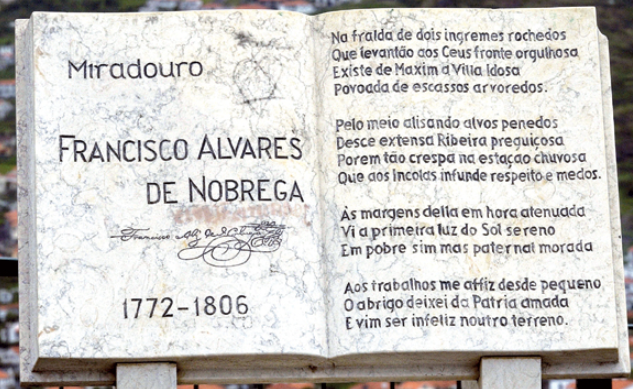 Miradouro
FRANCISCO ALVARES
DE NOBREGA
1772-1806
Na fralda de dois ingremes rochedos
Que levantão aos Ceus fronte orgulhosa
Existe de Maxim a Villa Idosa
Povoada de escassos arvoredos.
Pelo meio alisando alvos penedos
Desce extensa Ribeira preguiçosa
Porem tão crespa na estação chuvosa
Que aos Incolas infunde respeito e medos.
Ás margens della em hora atenuada
Vi a primeira luz do Sol sereno
Em pobre sim mas paternal morada
Aos trabalhos me affiz desde pequeno
O abrigo deixei da Patria amada
E vim ser infeliz noutro terreno.